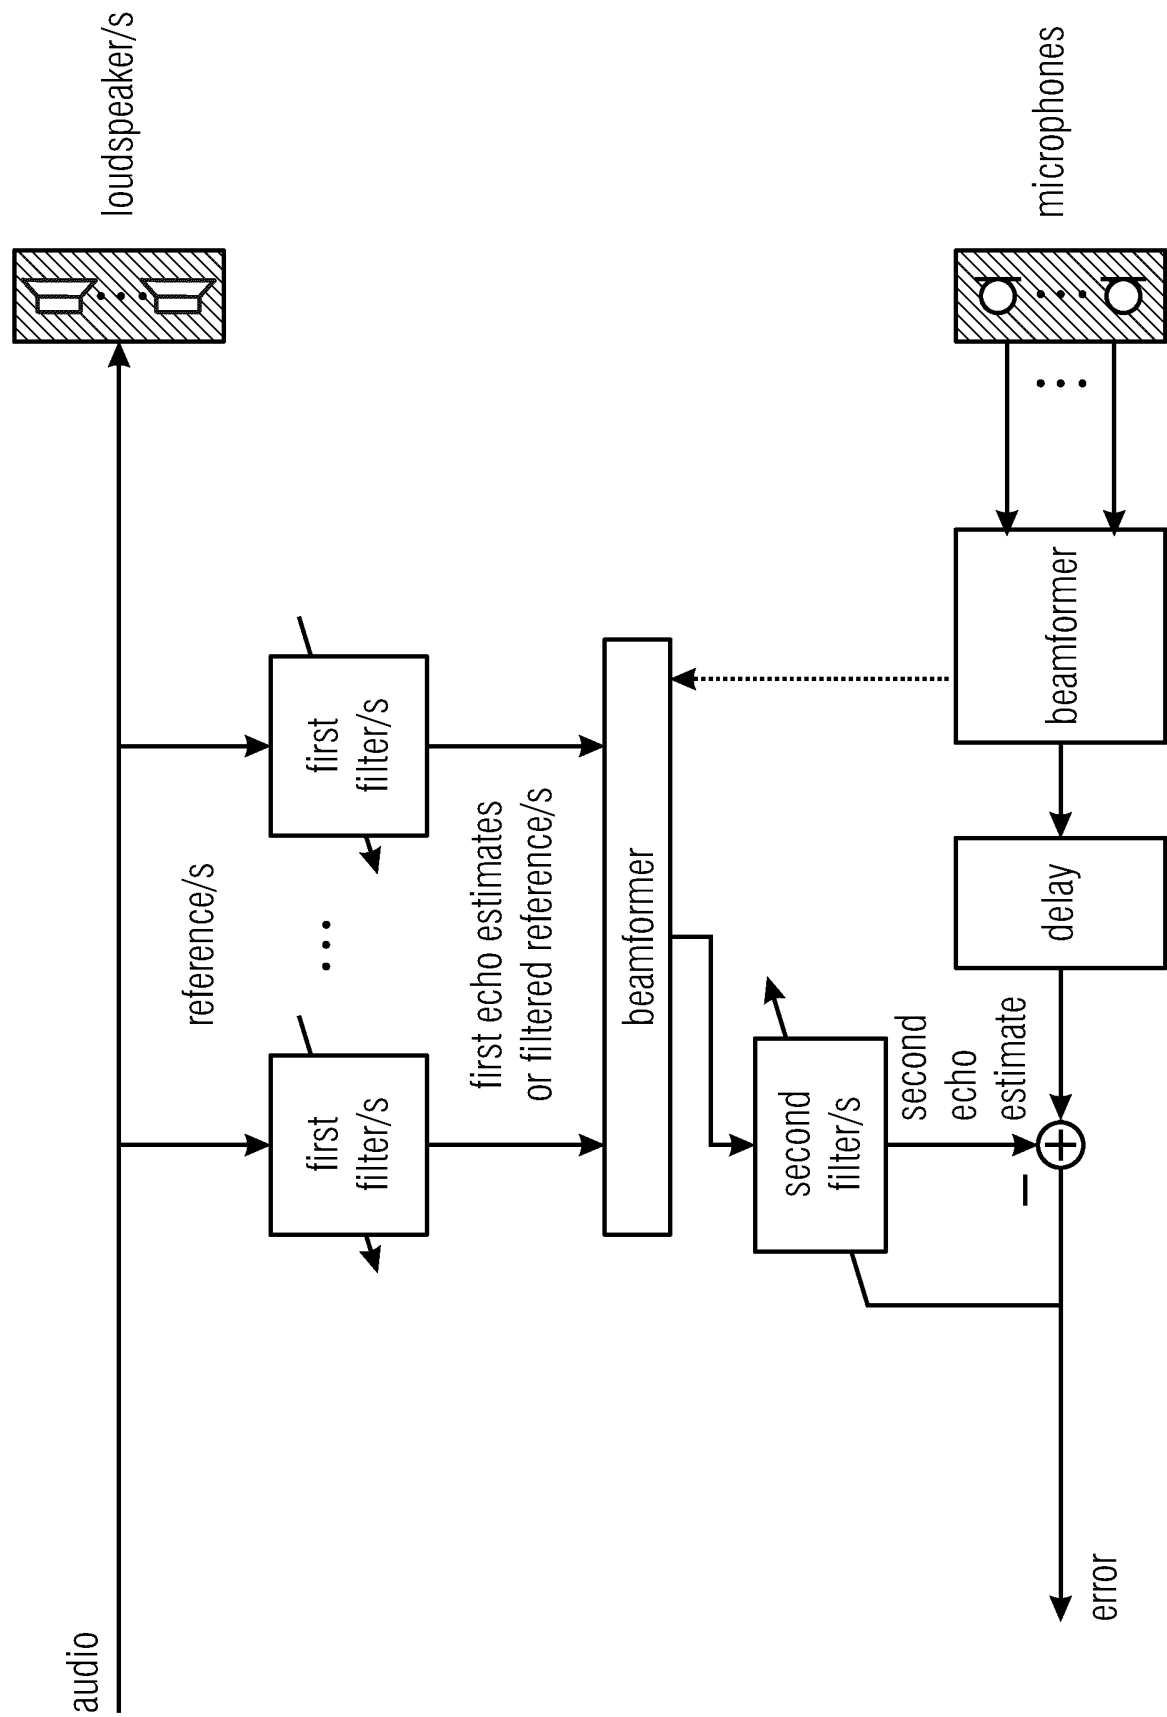 audio
loudspeaker/s
reference/s
first
filter/s
first
filter/s
first echo estimates
or filtered reference/s
beamformer
second
filter/s
second
echo
estimate
delay
beamformer
microphones
error